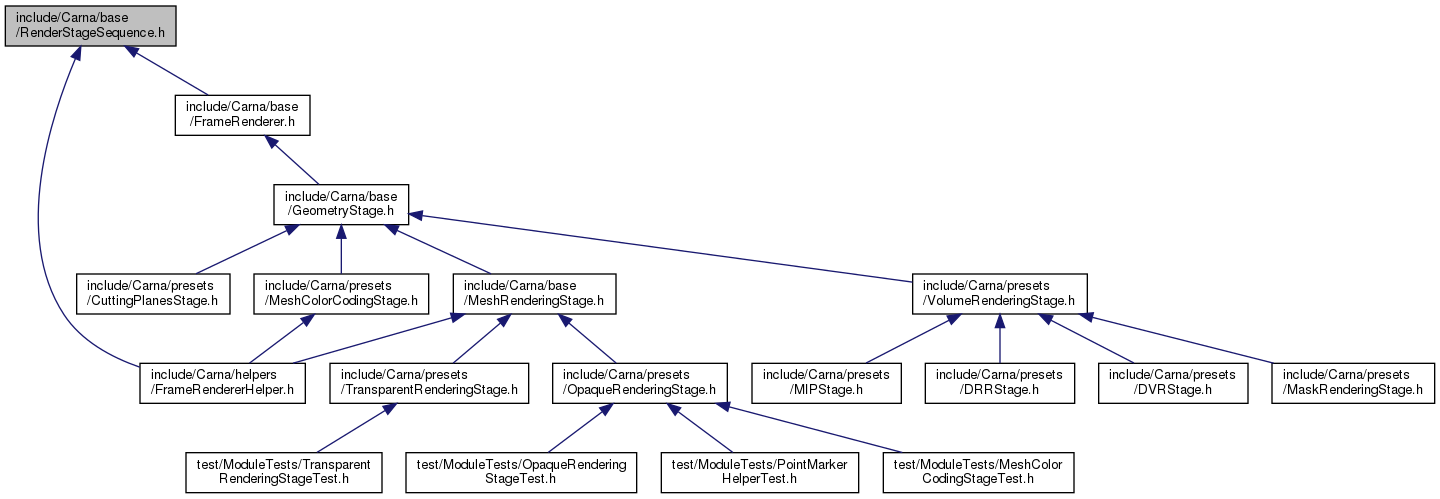 include/Carna/base
/RenderStageSequence.h
include/Carna/base
/FrameRenderer.h
include/Carna/base
/GeometryStage.h
include/Carna/presets
/CuttingPlanesStage.h
include/Carna/presets
/MeshColorCodingStage.h
include/Carna/base
/MeshRenderingStage.h
include/Carna/presets
/VolumeRenderingStage.h
include/Carna/helpers
/FrameRendererHelper.h
include/Carna/presets
/TransparentRenderingStage.h
include/Carna/presets
/OpaqueRenderingStage.h
include/Carna/presets
/MIPStage.h
include/Carna/presets
/DRRStage.h
include/Carna/presets
/DVRStage.h
include/Carna/presets
/MaskRenderingStage.h
test/ModuleTests/Transparent
RenderingStageTest.h
test/ModuleTests/OpaqueRendering
StageTest.h
test/ModuleTests/PointMarker
HelperTest.h
test/ModuleTests/MeshColor
CodingStageTest.h